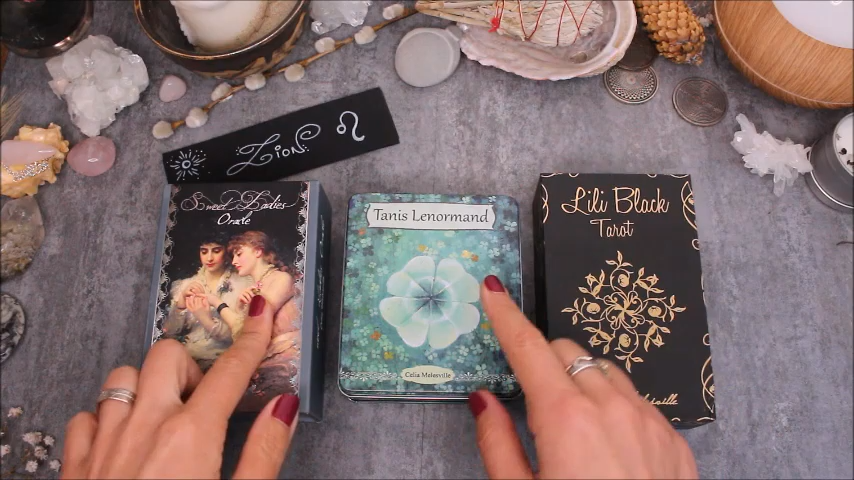 Lion ♌
Sweet Ladies
Oracle
Tanis Lenormand
Celia Melesville
Lili Black
Tarot